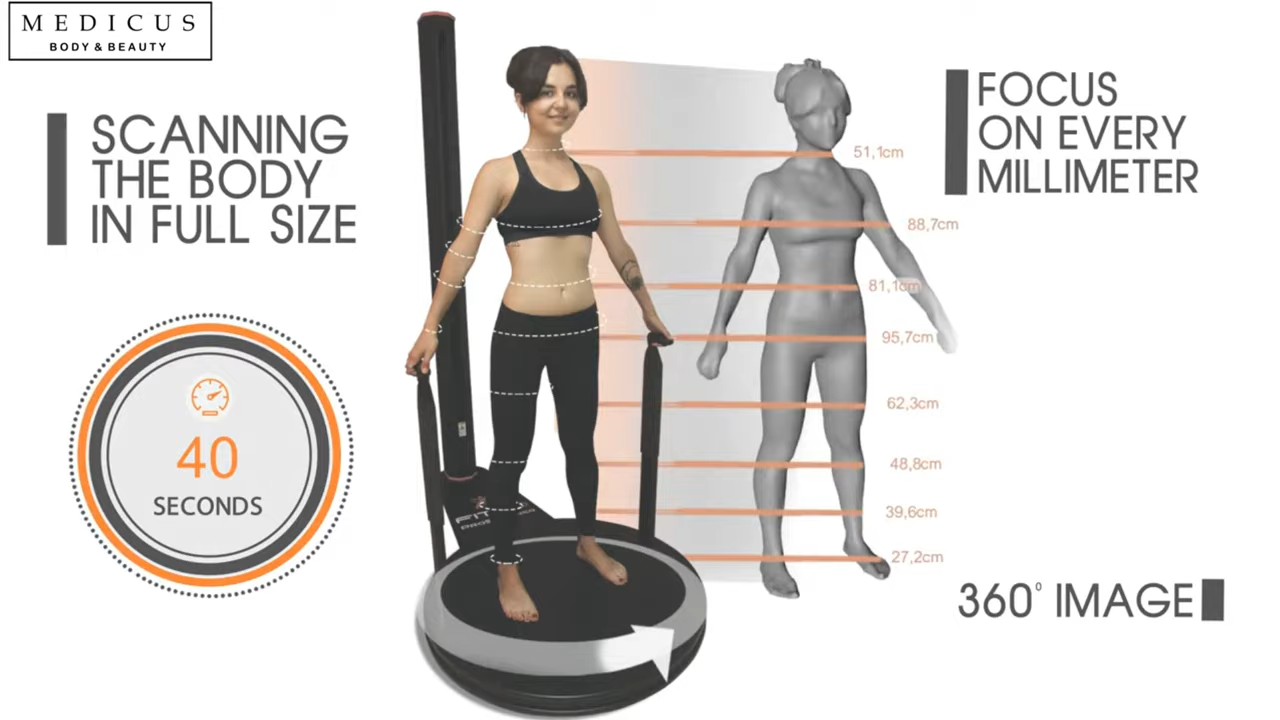 MEDICUS
BODY & BEAUTY
SCANNING
THE BODY
IN FULL SIZE
FOCUS
ON EVERY
MILLIMETER
51,1cm
88,7cm
81,1cm
95,7cm
62,3cm
48,8cm
39,6cm
27,2cm
40
SECONDS
360° IMAGE